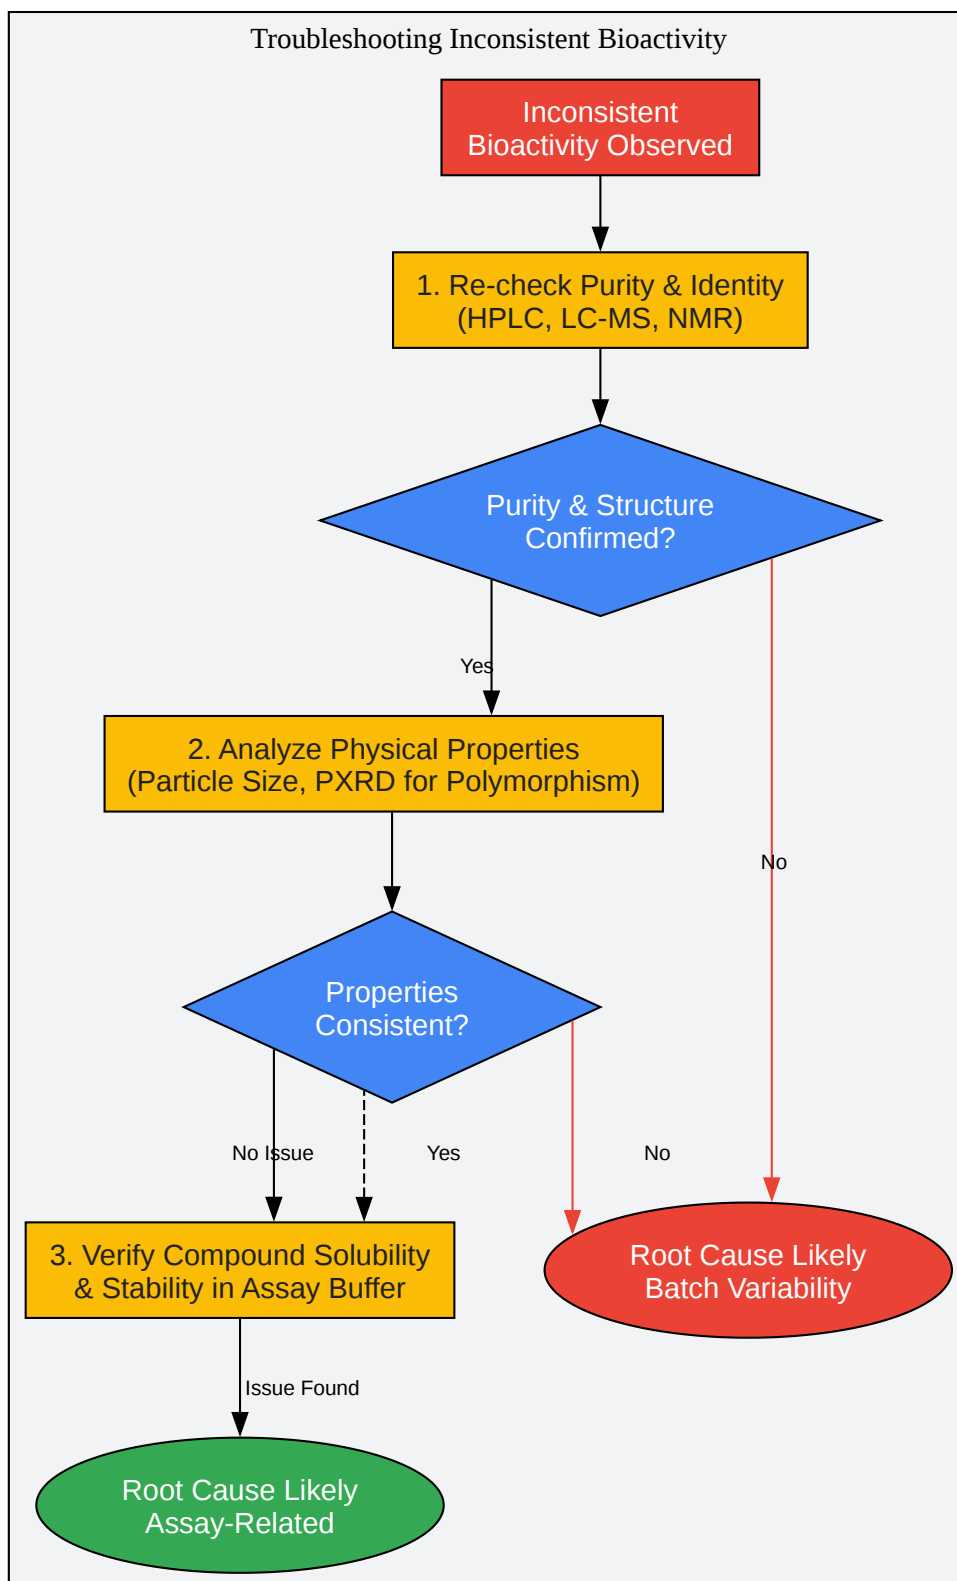 Troubleshooting Inconsistent Bioactivity
Inconsistent
Bioactivity Observed
1. Re-check Purity & Identity
(HPLC, LC-MS, NMR)
Purity & Structure
Confirmed?
Yes
2. Analyze Physical Properties
(Particle Size, PXRD for Polymorphism)
No
Properties
Consistent?
No Issue
Yes
No
3. Verify Compound Solubility
& Stability in Assay Buffer
Root Cause Likely
Batch Variability
Issue Found
Root Cause Likely
Assay-Related